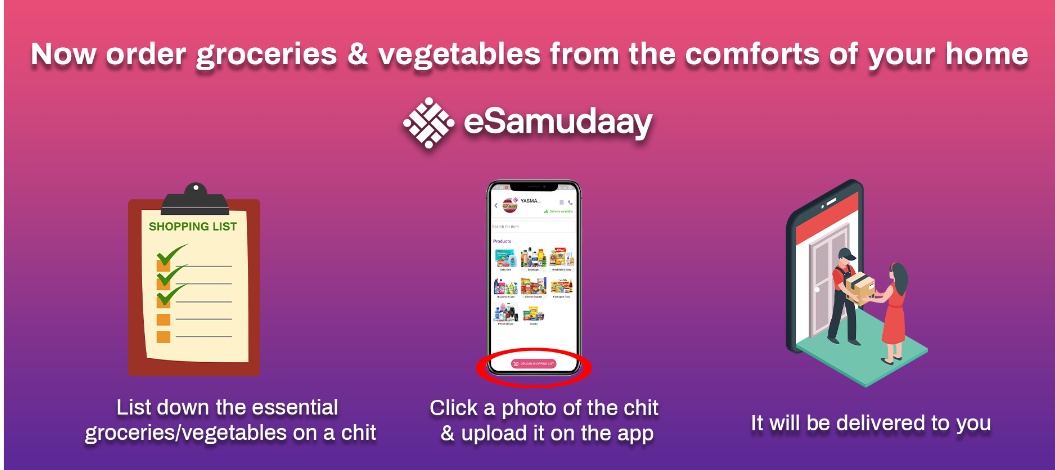 Now order groceries & vegetables from the comforts of your home
eSamudaay
SHOPPING LIST
YASMA...
Products
List down the essential
groceries/vegetables on a chit
Click a photo of the chit
& upload it on the app
It will be delivered to you